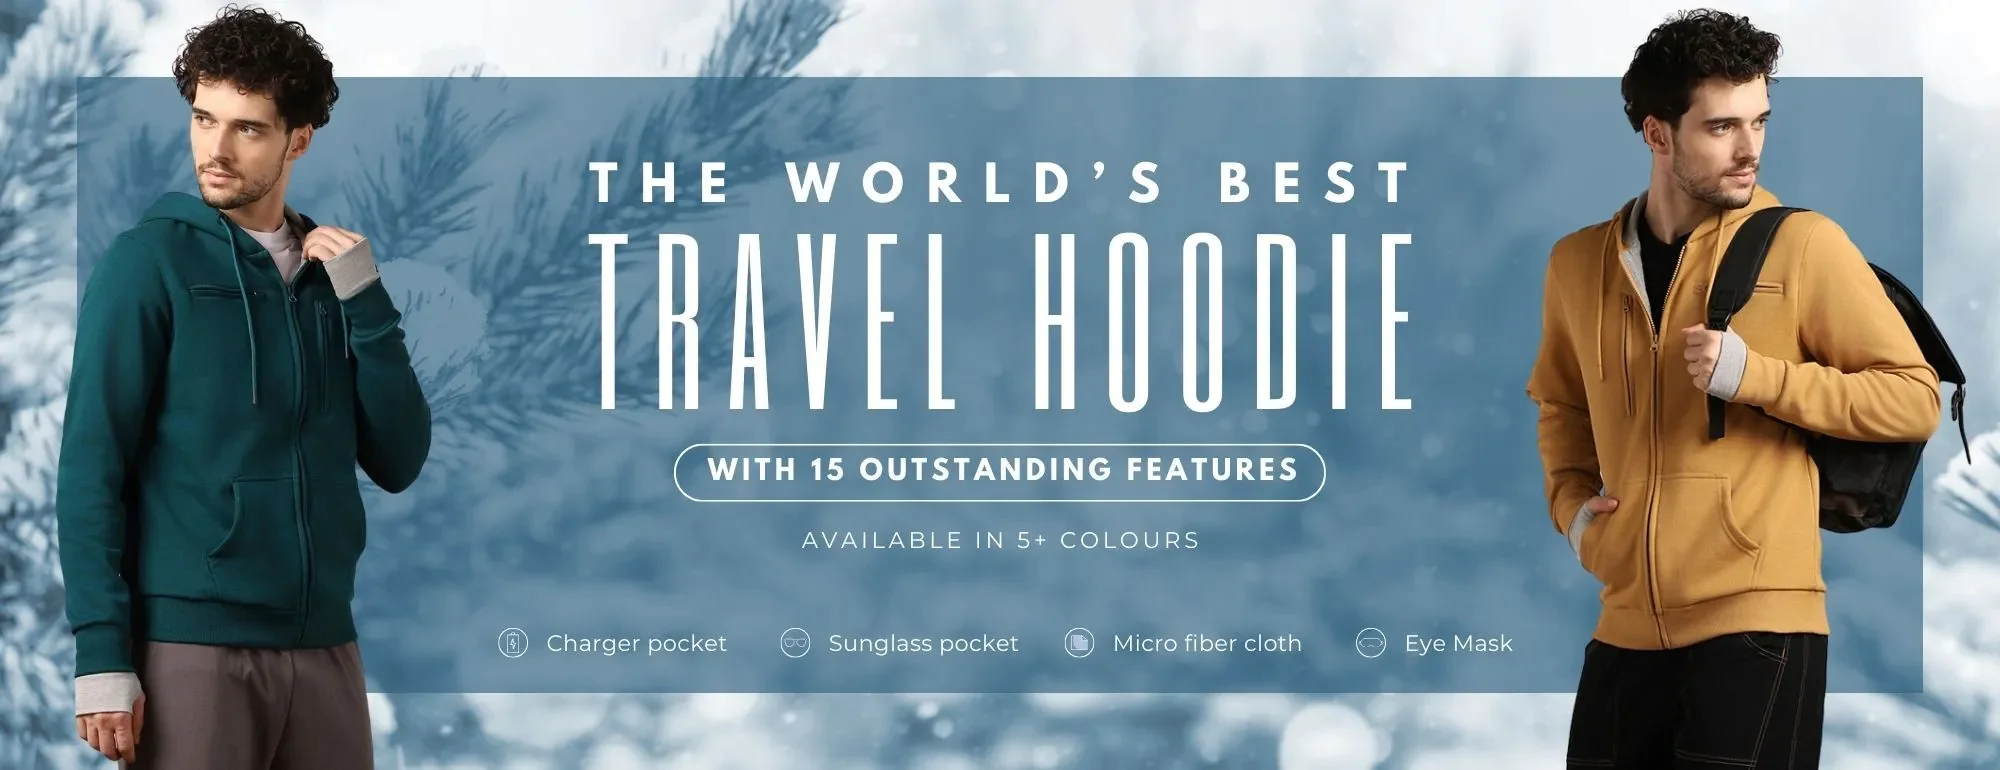 THE WORLD’S BEST
TRAVEL HOODIE
WITH 15 OUTSTANDING FEATURES
AVAILABLE IN 5+ COLOURS
Charger pocket
Sunglass pocket
Micro fiber cloth
Eye Mask